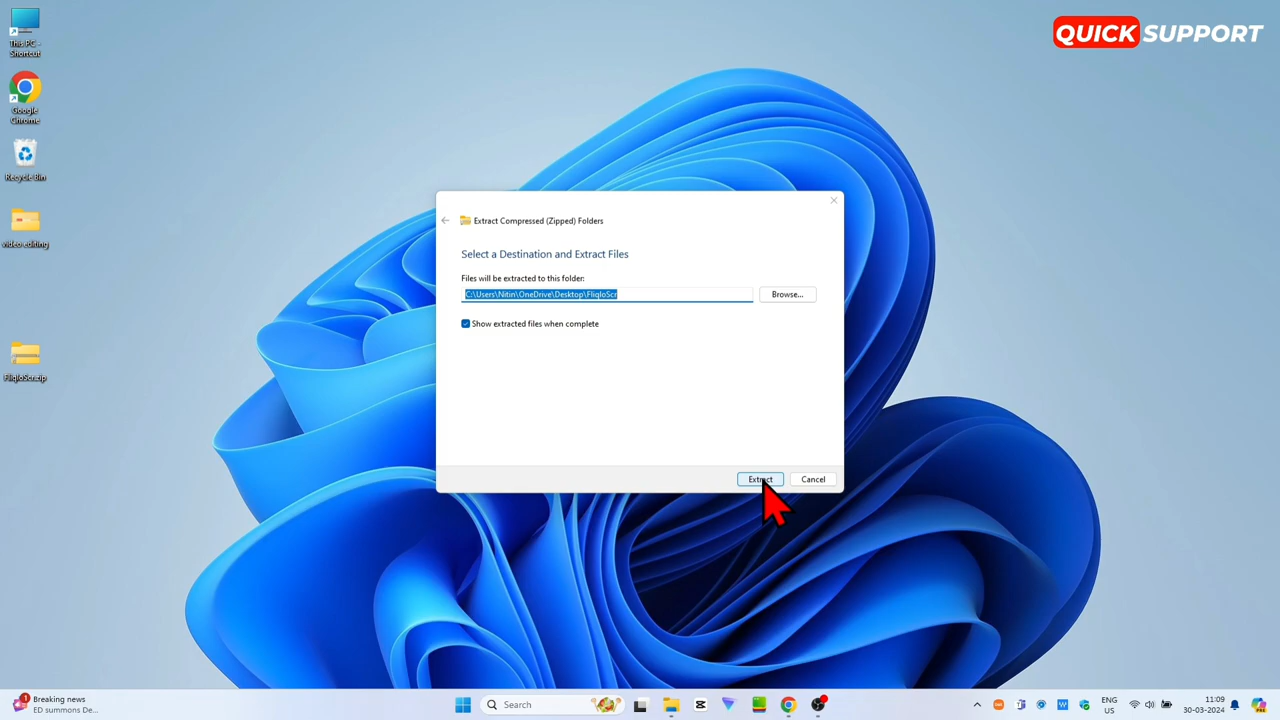 QUICK SUPPORT
This PC -
Shortcut
Google
Chrome
Recycle Bin
video editing
FliqloScr.zip
Extract Compressed (Zipped) Folders
Select a Destination and Extract Files
Files will be extracted to this folder:
C:\Users\Nitin\OneDrive\Desktop\FliqloScr
Browse...
Show extracted files when complete
Extract
Cancel
1
Breaking news
ED summons De...
Search
ENG
US
11:09
30-03-2024